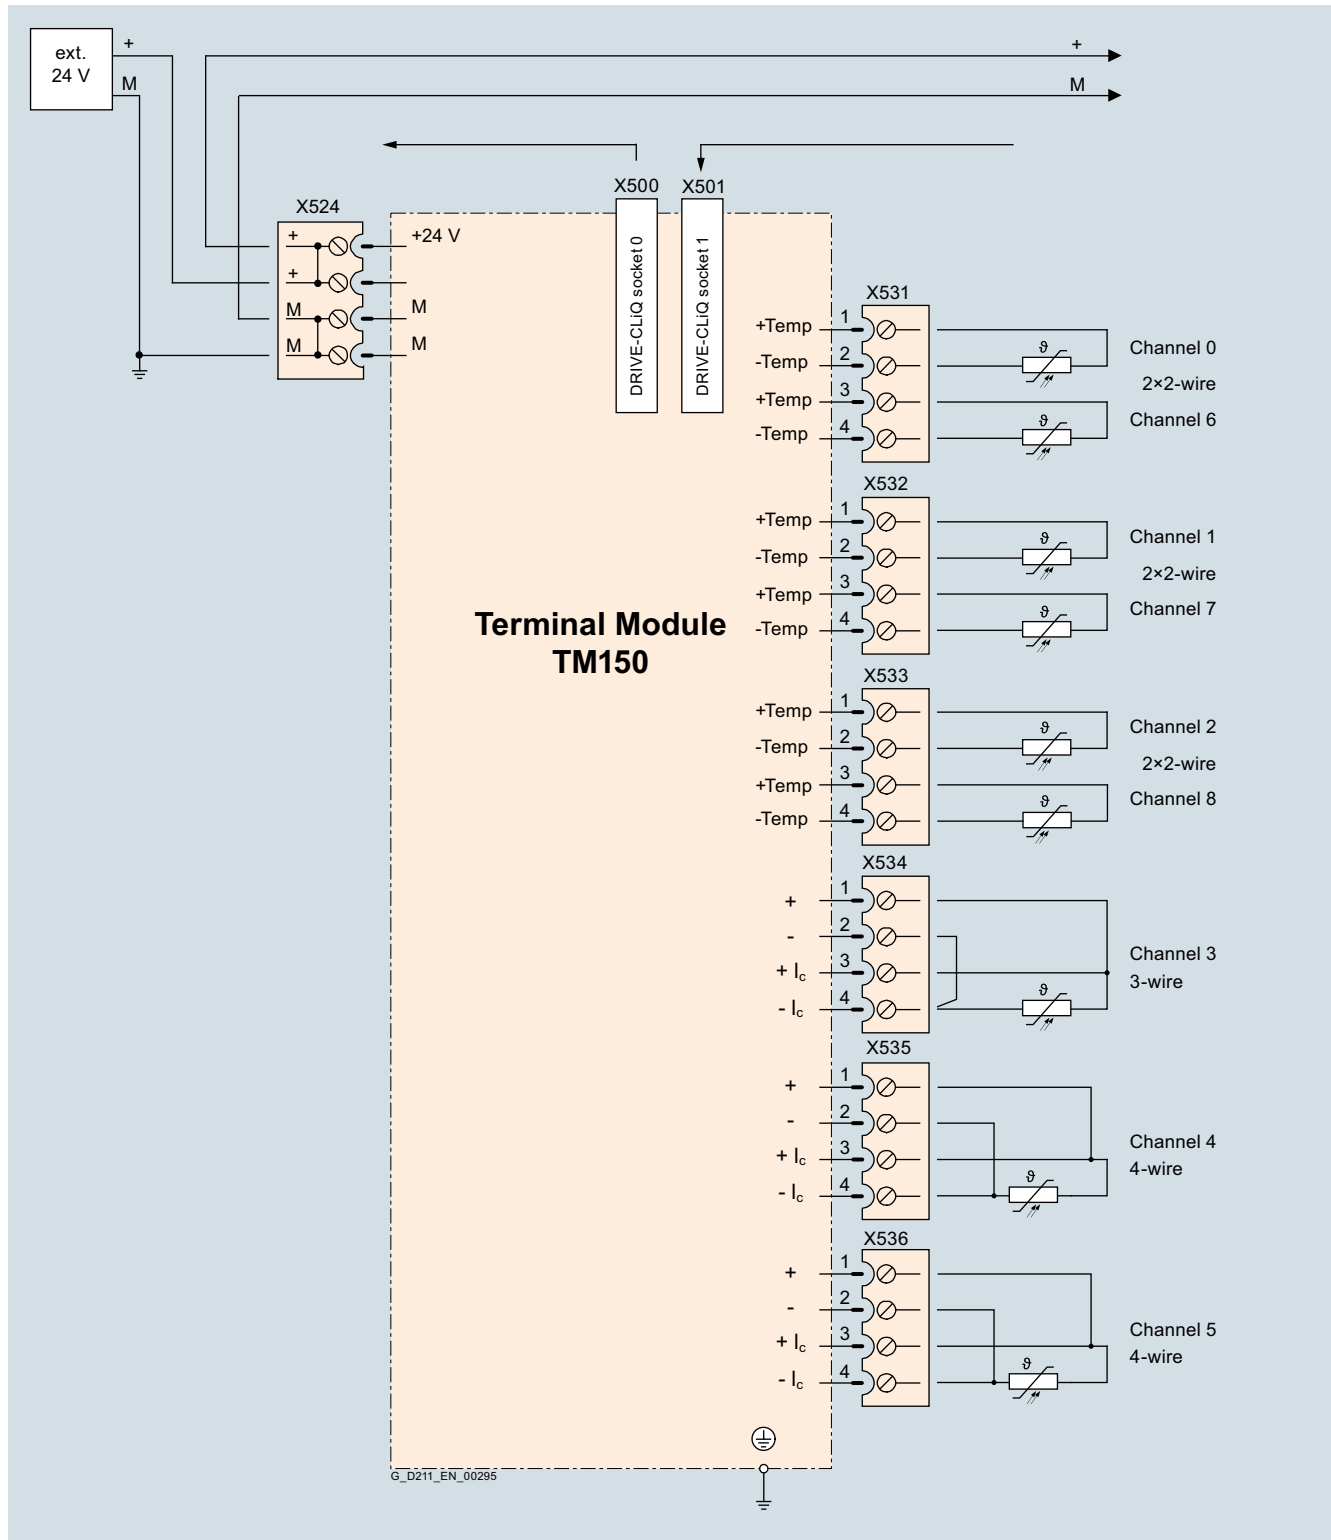 ext.
24 V
+
M
+
M
X500
X501
X524
+
+
M
M
+24 V
M
M
DRIVE-CLiQ socket 0
DRIVE-CLiQ socket 1
Terminal Module
TM150
X531
+Temp 1
-Temp 2
+Temp 3
-Temp 4
ϑ
ϑ
Channel 0
2×2-wire
Channel 6
X532
+Temp 1
-Temp 2
+Temp 3
-Temp 4
ϑ
ϑ
Channel 1
2×2-wire
Channel 7
X533
+Temp 1
-Temp 2
+Temp 3
-Temp 4
ϑ
ϑ
Channel 2
2×2-wire
Channel 8
X534
+ 1
- 2
+ Ic 3
- Ic 4
ϑ
Channel 3
3-wire
X535
+ 1
- 2
+ Ic 3
- Ic 4
ϑ
Channel 4
4-wire
X536
+ 1
- 2
+ Ic 3
- Ic 4
ϑ
Channel 5
4-wire
G_D211_EN_00295